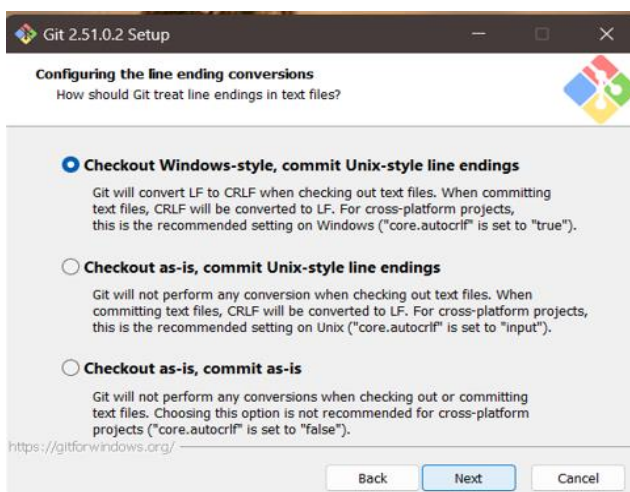 Git 2.51.0.2 Setup
Configuring the line ending conversions
How should Git treat line endings in text files?
Checkout Windows-style, commit Unix-style line endings
Git will convert LF to CRLF when checking out text files. When committing
text files, CRLF will be converted to LF. For cross-platform projects,
this is the recommended setting on Windows ("core.autocrlf" is set to "true").
Checkout as-is, commit Unix-style line endings
Git will not perform any conversion when checking out text files. When
committing text files, CRLF will be converted to LF. For cross-platform projects,
this is the recommended setting on Unix ("core.autocrlf" is set to "input").
Checkout as-is, commit as-is
Git will not perform any conversions when checking out or committing
text files. Choosing this option is not recommended for cross-platform
projects ("core.autocrlf" is set to "false").
https://gitforwindows.org/
Back Next Cancel